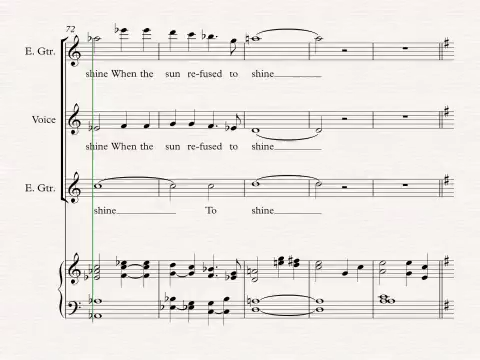 72
E. Gtr.
shine When the sun re-fused to shine
Voice
shine When the sun re-fused to shine
E. Gtr.
shine To shine